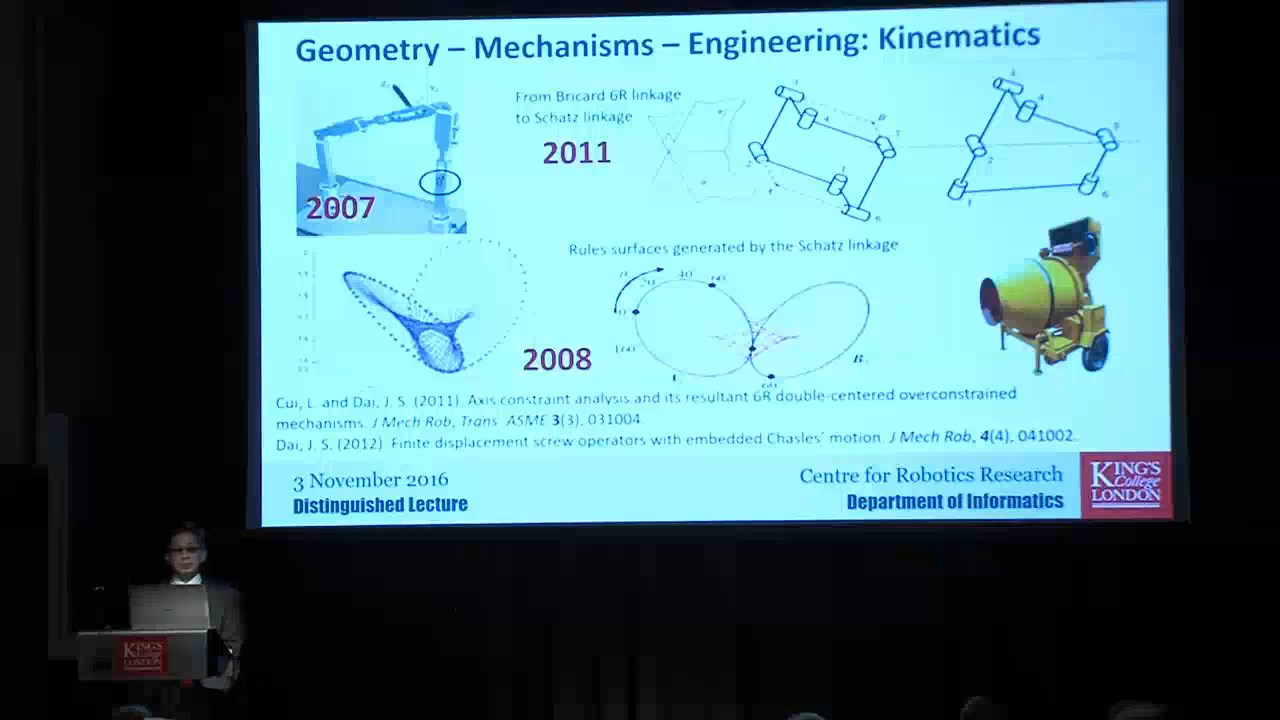 Geometry – Mechanisms – Engineering: Kinematics
From Bricard 6R linkage
to Schatz linkage
2011
2007
Rules surfaces generated by the Schatz linkage
2008
Cui, L. and Dai, J. S. (2011). Axis constraint analysis and its resultant 6R double-centered overconstrained
mechanisms. J Mech Rob, Trans. ASME 3(3), 031004.
Dai, J. S. (2012). Finite displacement screw operators with embedded Chasles' motion. J Mech Rob, 4(4), 041002.
3 November 2016
Distinguished Lecture
Centre for Robotics Research
Department of Informatics
KING'S
College
LONDON
KING'S
College
LONDON